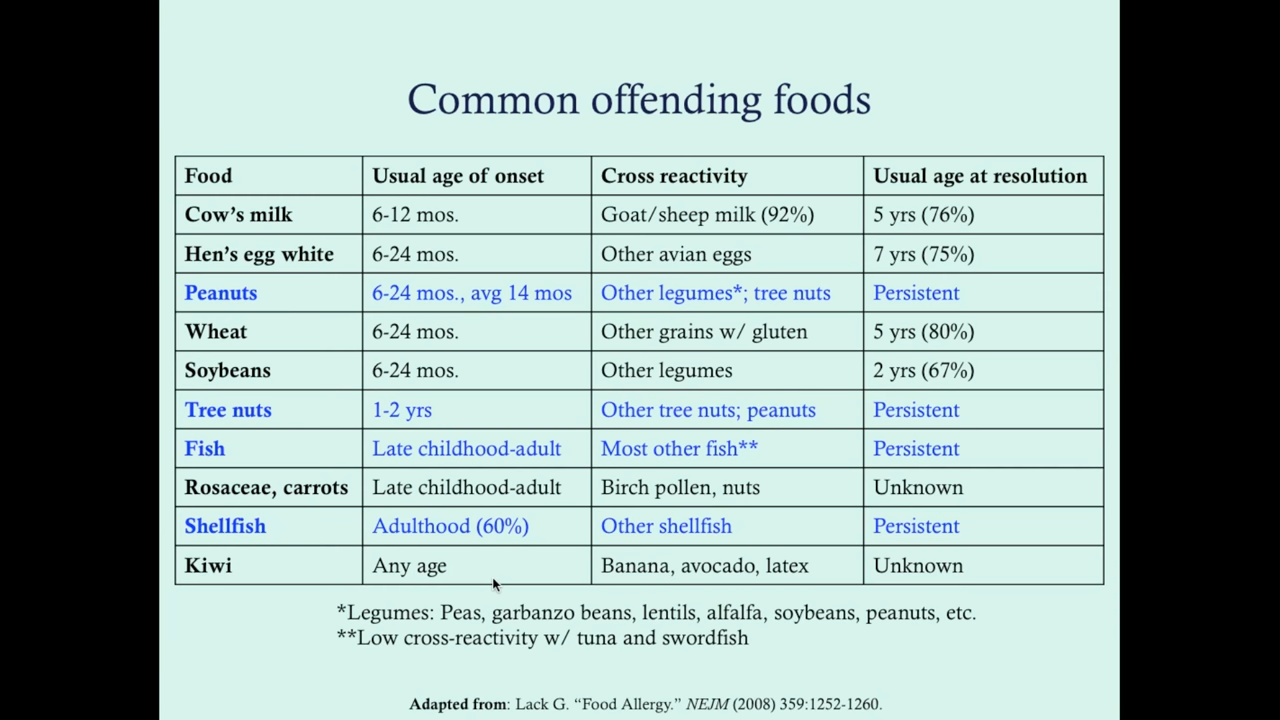 Common offending foods
Food Usual age of onset Cross reactivity Usual age at resolution
Cow's milk 6-12 mos. Goat/sheep milk (92%) 5 yrs (76%)
Hen's egg white 6-24 mos. Other avian eggs 7 yrs (75%)
Peanuts 6-24 mos., avg 14 mos Other legumes*; tree nuts Persistent
Wheat 6-24 mos. Other grains w/ gluten 5 yrs (80%)
Soybeans 6-24 mos. Other legumes 2 yrs (67%)
Tree nuts 1-2 yrs Other tree nuts; peanuts Persistent
Fish Late childhood-adult Most other fish** Persistent
Rosaceae, carrots Late childhood-adult Birch pollen, nuts Unknown
Shellfish Adulthood (60%) Other shellfish Persistent
Kiwi Any age Banana, avocado, latex Unknown
*Legumes: Peas, garbanzo beans, lentils, alfalfa, soybeans, peanuts, etc.
**Low cross-reactivity w/ tuna and swordfish
Adapted from: Lack G. “Food Allergy.” NEJM (2008) 359:1252-1260.